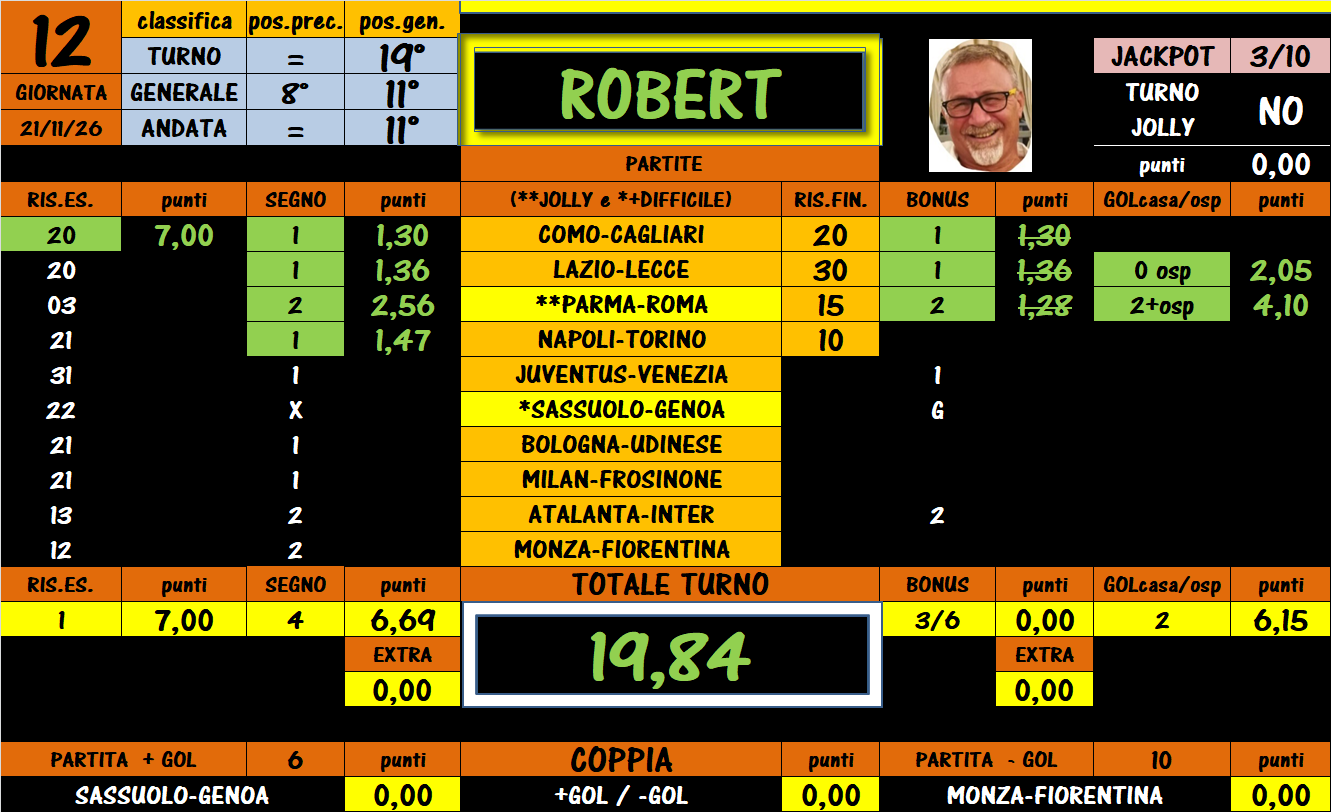 12 classifica pos.prec. pos.gen.
TURNO = 19° ROBERT JACKPOT 3/10
GIORNATA GENERALE 8° 11° TURNO JOLLY NO
21/11/26 ANDATA = 11°
PARTITE punti 0,00
RIS.ES. punti SEGNO punti (**JOLLY e *+DIFFICILE) RIS.FIN. BONUS punti GOLcasa/osp punti
20 7,00 1 1,30 COMO-CAGLIARI 20 1 1,30
20 1 1,36 LAZIO-LECCE 30 1 1,36 0 osp 2,05
03 2 2,56 **PARMA-ROMA 15 2 1,28 2+osp 4,10
21 1 1,47 NAPOLI-TORINO 10
31 1 JUVENTUS-VENEZIA 1
22 X *SASSUOLO-GENOA G
21 1 BOLOGNA-UDINESE
21 1 MILAN-FROSINONE
13 2 ATALANTA-INTER 2
12 2 MONZA-FIORENTINA
RIS.ES. punti SEGNO punti TOTALE TURNO BONUS punti GOLcasa/osp punti
1 7,00 4 6,69 19,84 3/6 0,00 2 6,15
EXTRA EXTRA
0,00 0,00
PARTITA + GOL 6 punti COPPIA punti PARTITA - GOL 10 punti
SASSUOLO-GENOA 0,00 +GOL / -GOL 0,00 MONZA-FIORENTINA 0,00